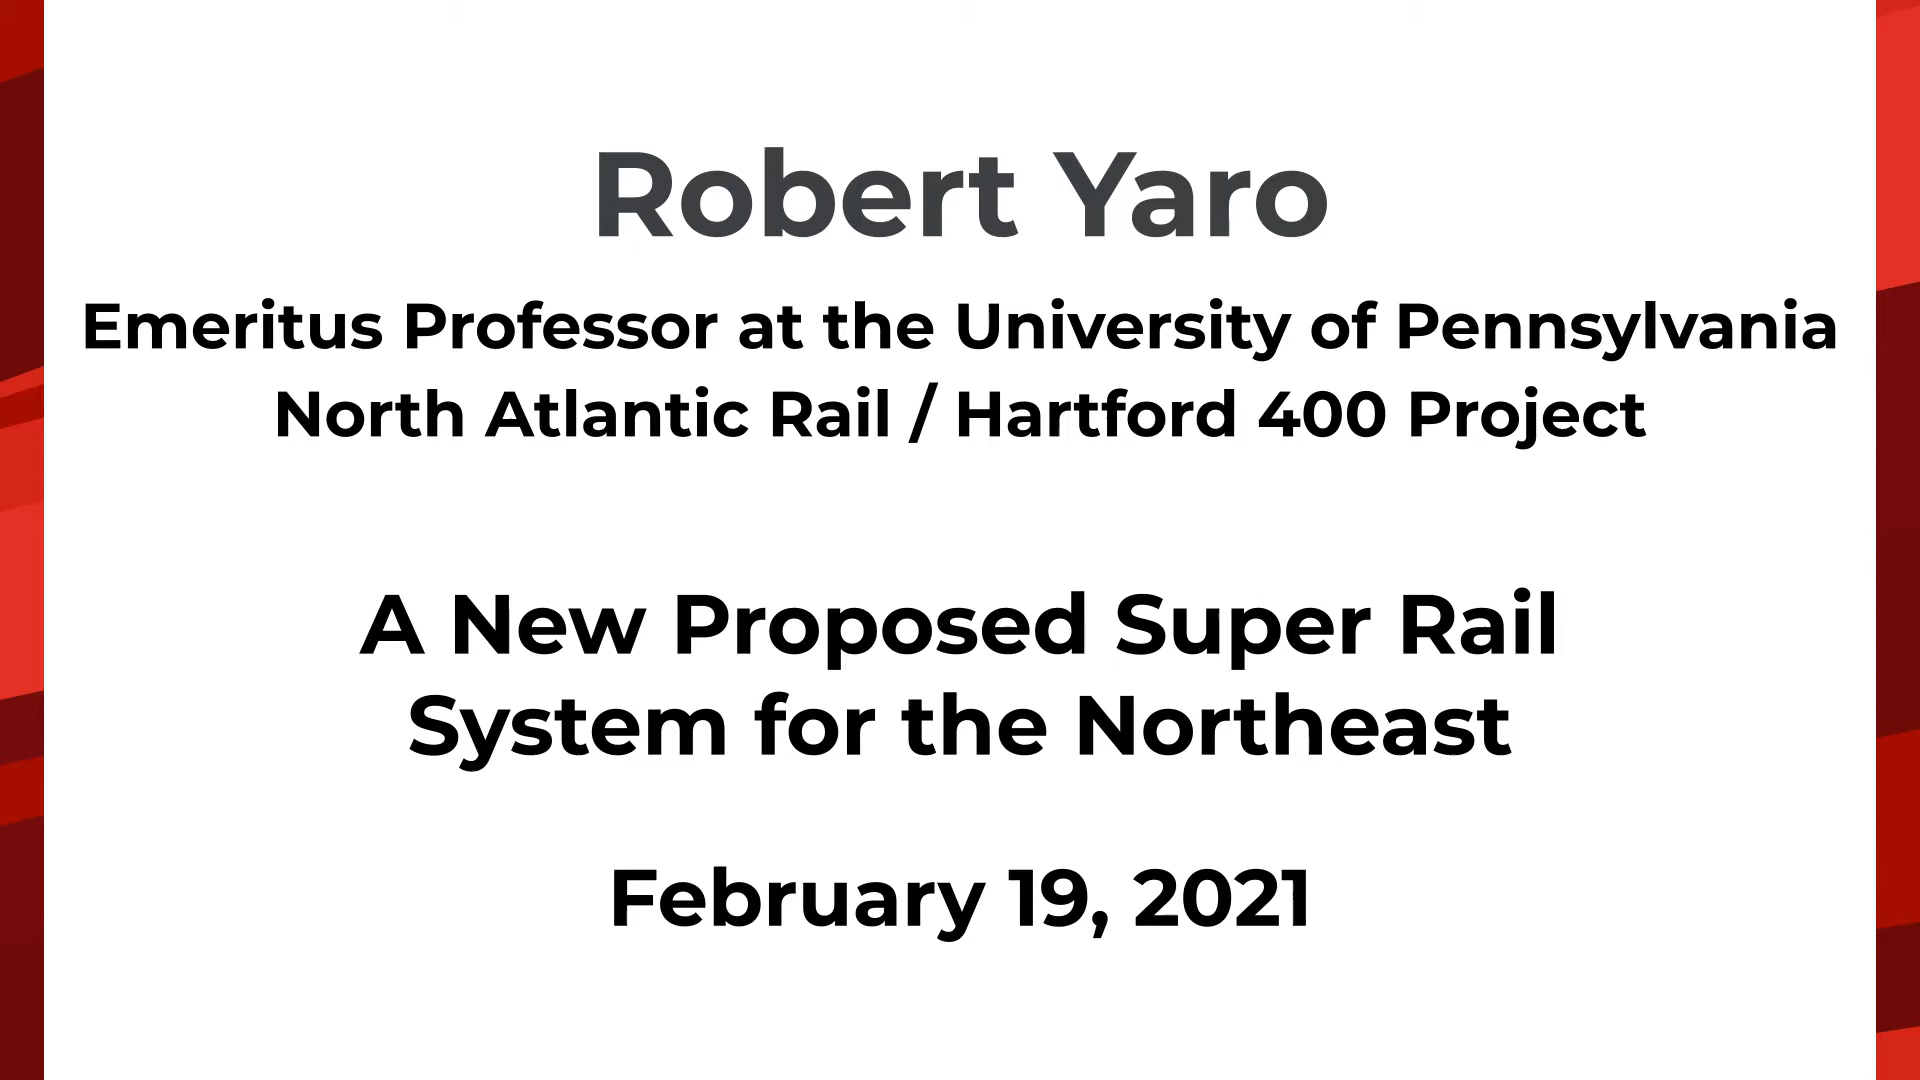 Robert Yaro
Emeritus Professor at the University of Pennsylvania
North Atlantic Rail / Hartford 400 Project
A New Proposed Super Rail
System for the Northeast
February 19, 2021